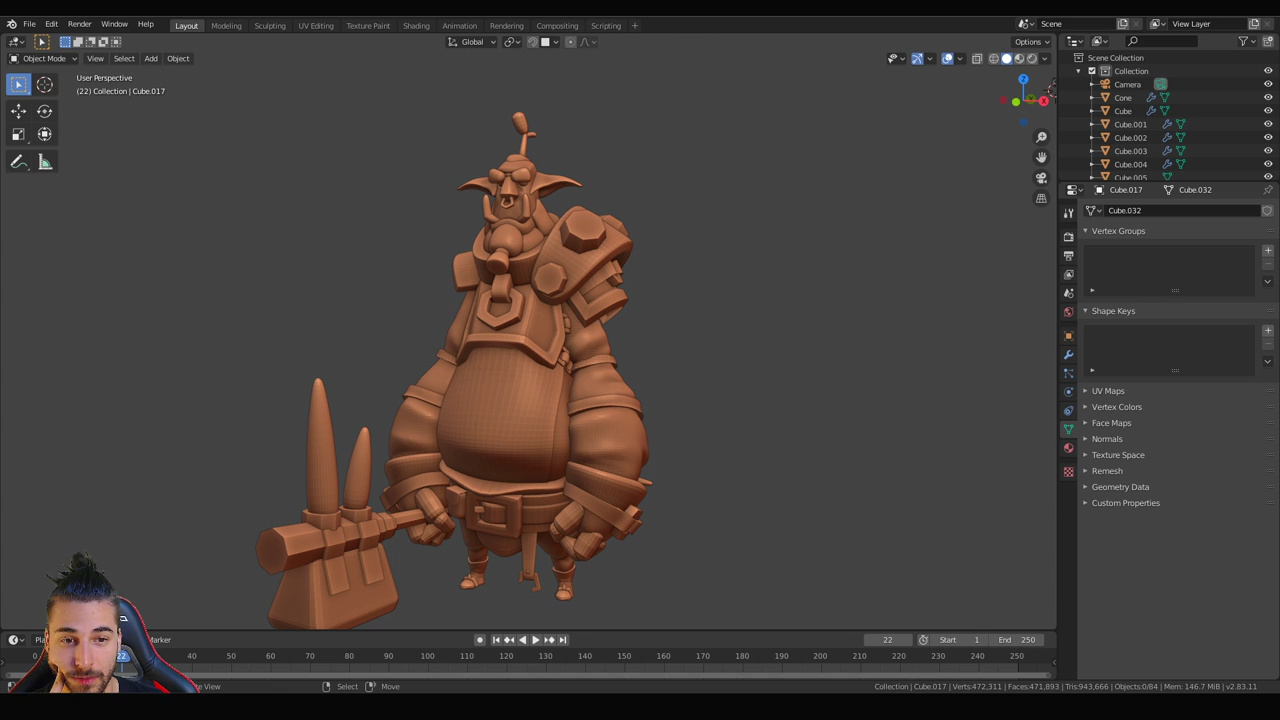 File Edit Render Window Help Layout Modeling Sculpting UV Editing Texture Paint Shading Animation Rendering Compositing Scripting + Scene View Layer
Global Options
Object Mode View Select Add Object
User Perspective
(22) Collection | Cube.017
Z
X
Scene Collection
Collection
Camera
Cone
Cube
Cube.001
Cube.002
Cube.003
Cube.004
Cube.005
Cube.017 Cube.032
Cube.032
Vertex Groups
Shape Keys
UV Maps
Vertex Colors
Face Maps
Normals
Texture Space
Remesh
Geometry Data
Custom Properties
Marker 22 Start 1 End 250
0 22 40 50 60 70 80 90 100 110 120 130 140 150 160 170 180 190 200 210 220 230 240 250
View Select Move Collection | Cube.017 | Verts:472,311 | Faces:471,893 | Tris:943,666 | Objects:0/84 | Mem: 146.7 MiB | v2.83.11